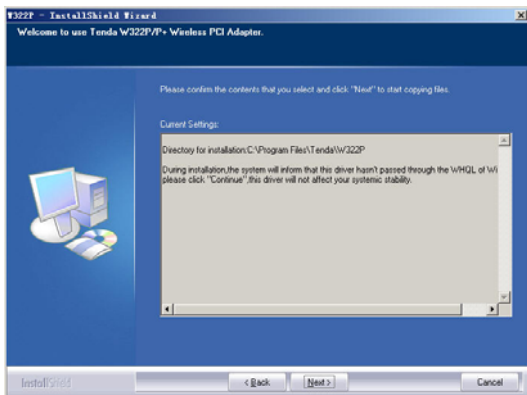 W322P - InstallShield Wizard
Welcome to use Tenda W322P/P+ Wireless PCI Adapter.
Please confirm the contents that you select and click "Next" to start copying files.
Current Settings:
Directory for installation:C:\Program Files\Tenda\W322P
During installation,the system will inform that this driver hasn't passed through the WHQL of Wi
please click "Continue",this driver will not affect your systemic stability.
InstallShield
< Back
Next >
Cancel